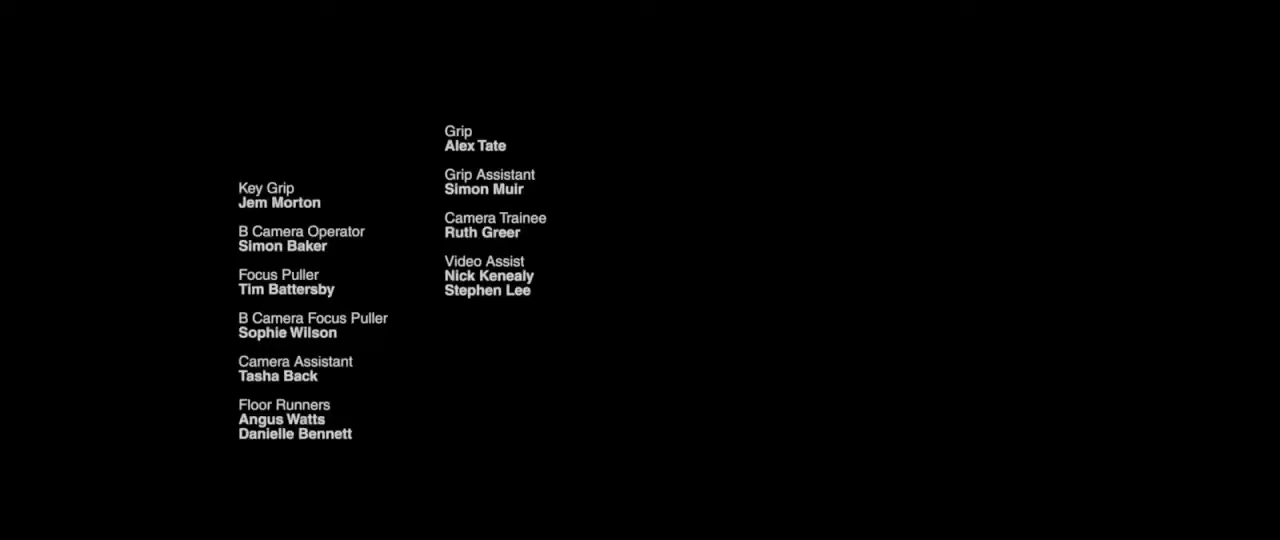 Key Grip
Jem Morton
B Camera Operator
Simon Baker
Focus Puller
Tim Battersby
B Camera Focus Puller
Sophie Wilson
Camera Assistant
Tasha Back
Floor Runners
Angus Watts
Danielle Bennett
Grip
Alex Tate
Grip Assistant
Simon Muir
Camera Trainee
Ruth Greer
Video Assist
Nick Kenealy
Stephen Lee